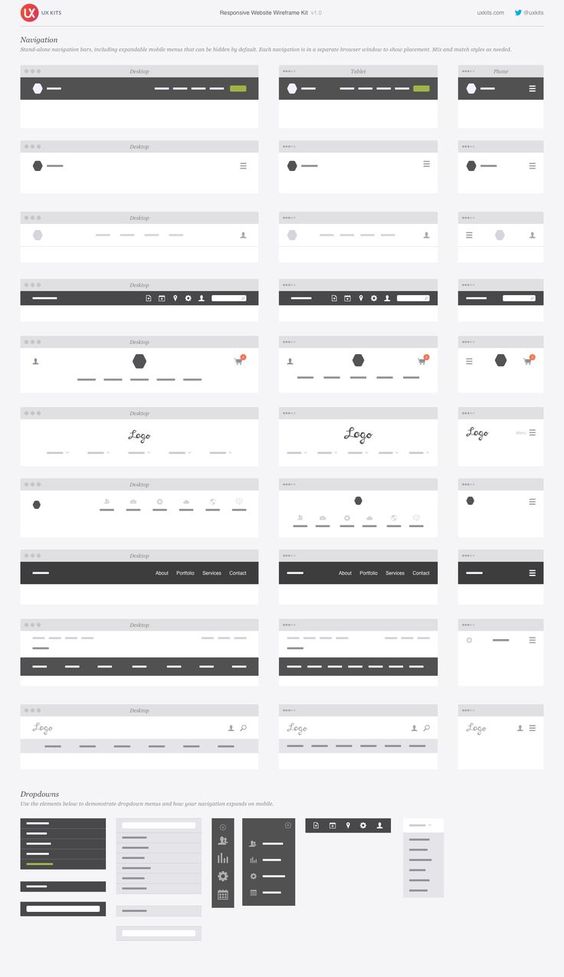 UX UX KITS
Responsive Website Wireframe Kit v1.0
uxkits.com @uxkits
Navigation
Stand-alone navigation bars, including expandable mobile menus that can be hidden by default. Each navigation is in a separate browser window to show placement. Mix and match styles as needed.
Desktop Tablet Phone
Desktop
Desktop
Desktop
Desktop
Desktop
Logo Logo Logo
Desktop
Desktop
About Portfolio Services Contact About Portfolio Services Contact
Desktop
Desktop
Logo Logo Logo
Dropdowns
Use the elements below to demonstrate dropdown menus and how your navigation expands on mobile.